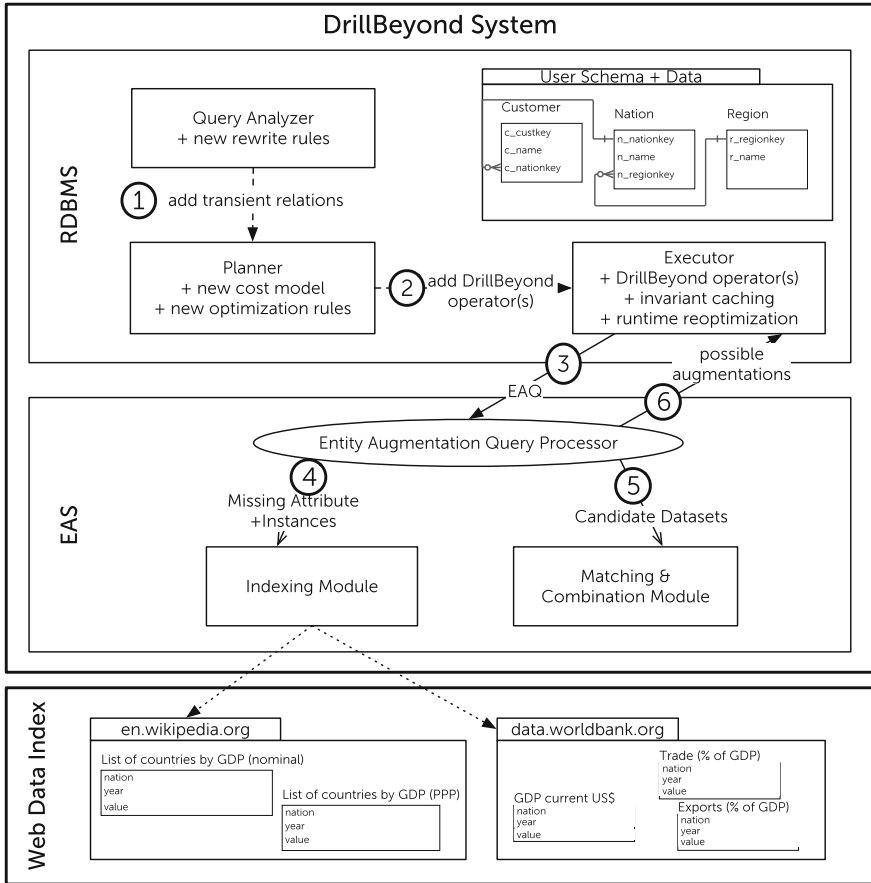 DrillBeyond System
RDBMS
Query Analyzer
+ new rewrite rules
1 add transient relations
Planner
+ new cost model
+ new optimization rules
2 add DrillBeyond
operator(s)
User Schema + Data
Customer
c_custkey
c_name
c_nationkey
Nation
n_nationkey
n_name
n_regionkey
Region
r_regionkey
r_name
Executor
+ DrillBeyond operator(s)
+ invariant caching
+ runtime reoptimization
3
EAQ
possible
augmentations
6
EAS
Entity Augmentation Query Processor
4
Missing Attribute
+Instances
5
Candidate Datasets
Indexing Module
Matching &
Combination Module
Web Data Index
en.wikipedia.org
List of countries by GDP (nominal)
nation
year
value
List of countries by GDP (PPP)
nation
year
value
data.worldbank.org
GDP current US$
nation
year
value
Trade (% of GDP)
nation
year
value
Exports (% of GDP)
nation
year
value